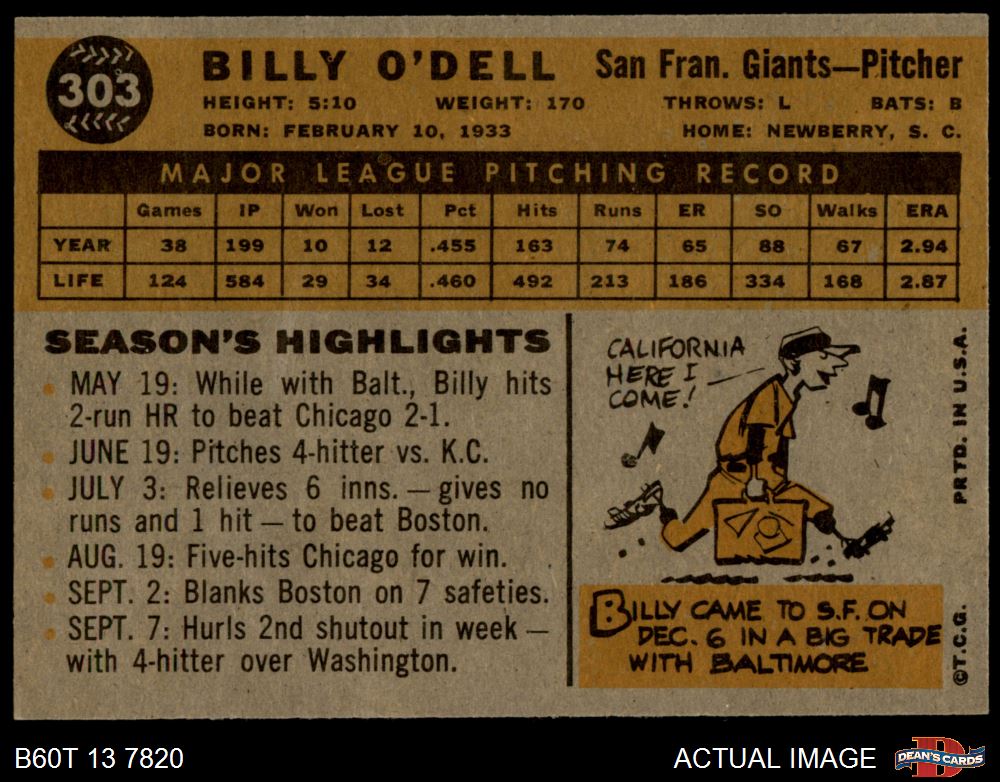 303
BILLY O'DELL San Fran. Giants—Pitcher
HEIGHT: 5:10 WEIGHT: 170 THROWS: L BATS: B
BORN: FEBRUARY 10, 1933 HOME: NEWBERRY, S. C.
MAJOR LEAGUE PITCHING RECORD
Games IP Won Lost Pct Hits Runs ER SO Walks ERA
YEAR 38 199 10 12 .455 163 74 65 88 67 2.94
LIFE 124 584 29 34 .460 492 213 186 334 168 2.87
SEASON'S HIGHLIGHTS
MAY 19: While with Balt., Billy hits
2-run HR to beat Chicago 2-1.
JUNE 19: Pitches 4-hitter vs. K.C.
JULY 3: Relieves 6 inns. — gives no
runs and 1 hit — to beat Boston.
AUG. 19: Five-hits Chicago for win.
SEPT. 2: Blanks Boston on 7 safeties.
SEPT. 7: Hurls 2nd shutout in week —
with 4-hitter over Washington.
CALIFORNIA
HERE I
COME!
BILLY CAME TO S.F. ON
DEC. 6 IN A BIG TRADE
WITH BALTIMORE
©T.C.G. PRTD. IN U.S.A.
B60T 13 7820
ACTUAL IMAGE
D
DEAN'S CARDS